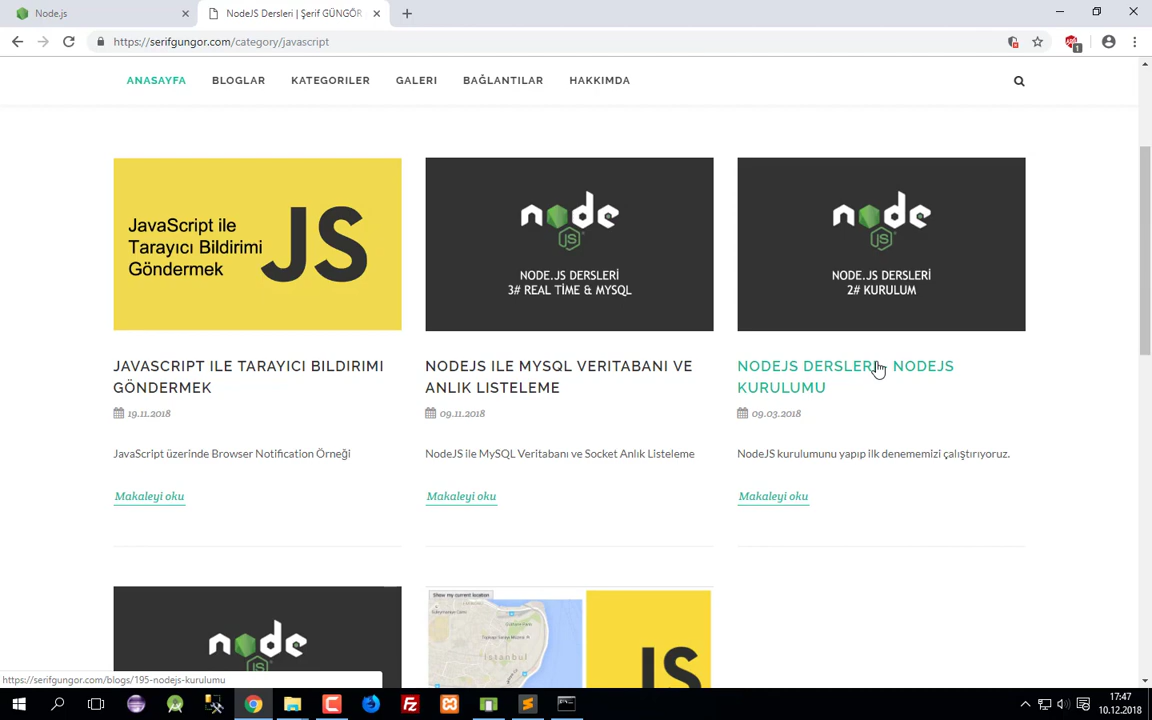 Node.js
NodeJS Dersleri | Şerif GÜNGÖR
https://serifgungor.com/category/javascript
1
ANASAYFA BLOGLAR KATEGORILER GALERI BAĞLANTILAR HAKKIMDA
JavaScript ile
Tarayıcı Bildirimi
Göndermek
JS
node
JS
NODE.JS DERSLERİ
3# REAL TİME & MYSQL
node
JS
NODE.JS DERSLERİ
2# KURULUM
JAVASCRIPT ILE TARAYICI BILDIRIMI
GÖNDERMEK
19.11.2018
JavaScript üzerinde Browser Notification Örneği
Makaleyi oku
NODEJS ILE MYSQL VERITABANI VE
ANLIK LISTELEME
09.11.2018
NodeJS ile MySQL Veritabanı ve Socket Anlık Listeleme
Makaleyi oku
NODEJS DERSLERI NODEJS
KURULUMU
09.03.2018
NodeJS kurulumunu yapıp ilk denememizi çalıştırıyoruz.
Makaleyi oku
node
JS
Show my current location
İstanbul
JS
https://serifgungor.com/blogs/195-nodejs-kurulumu
17:47
10.12.2018